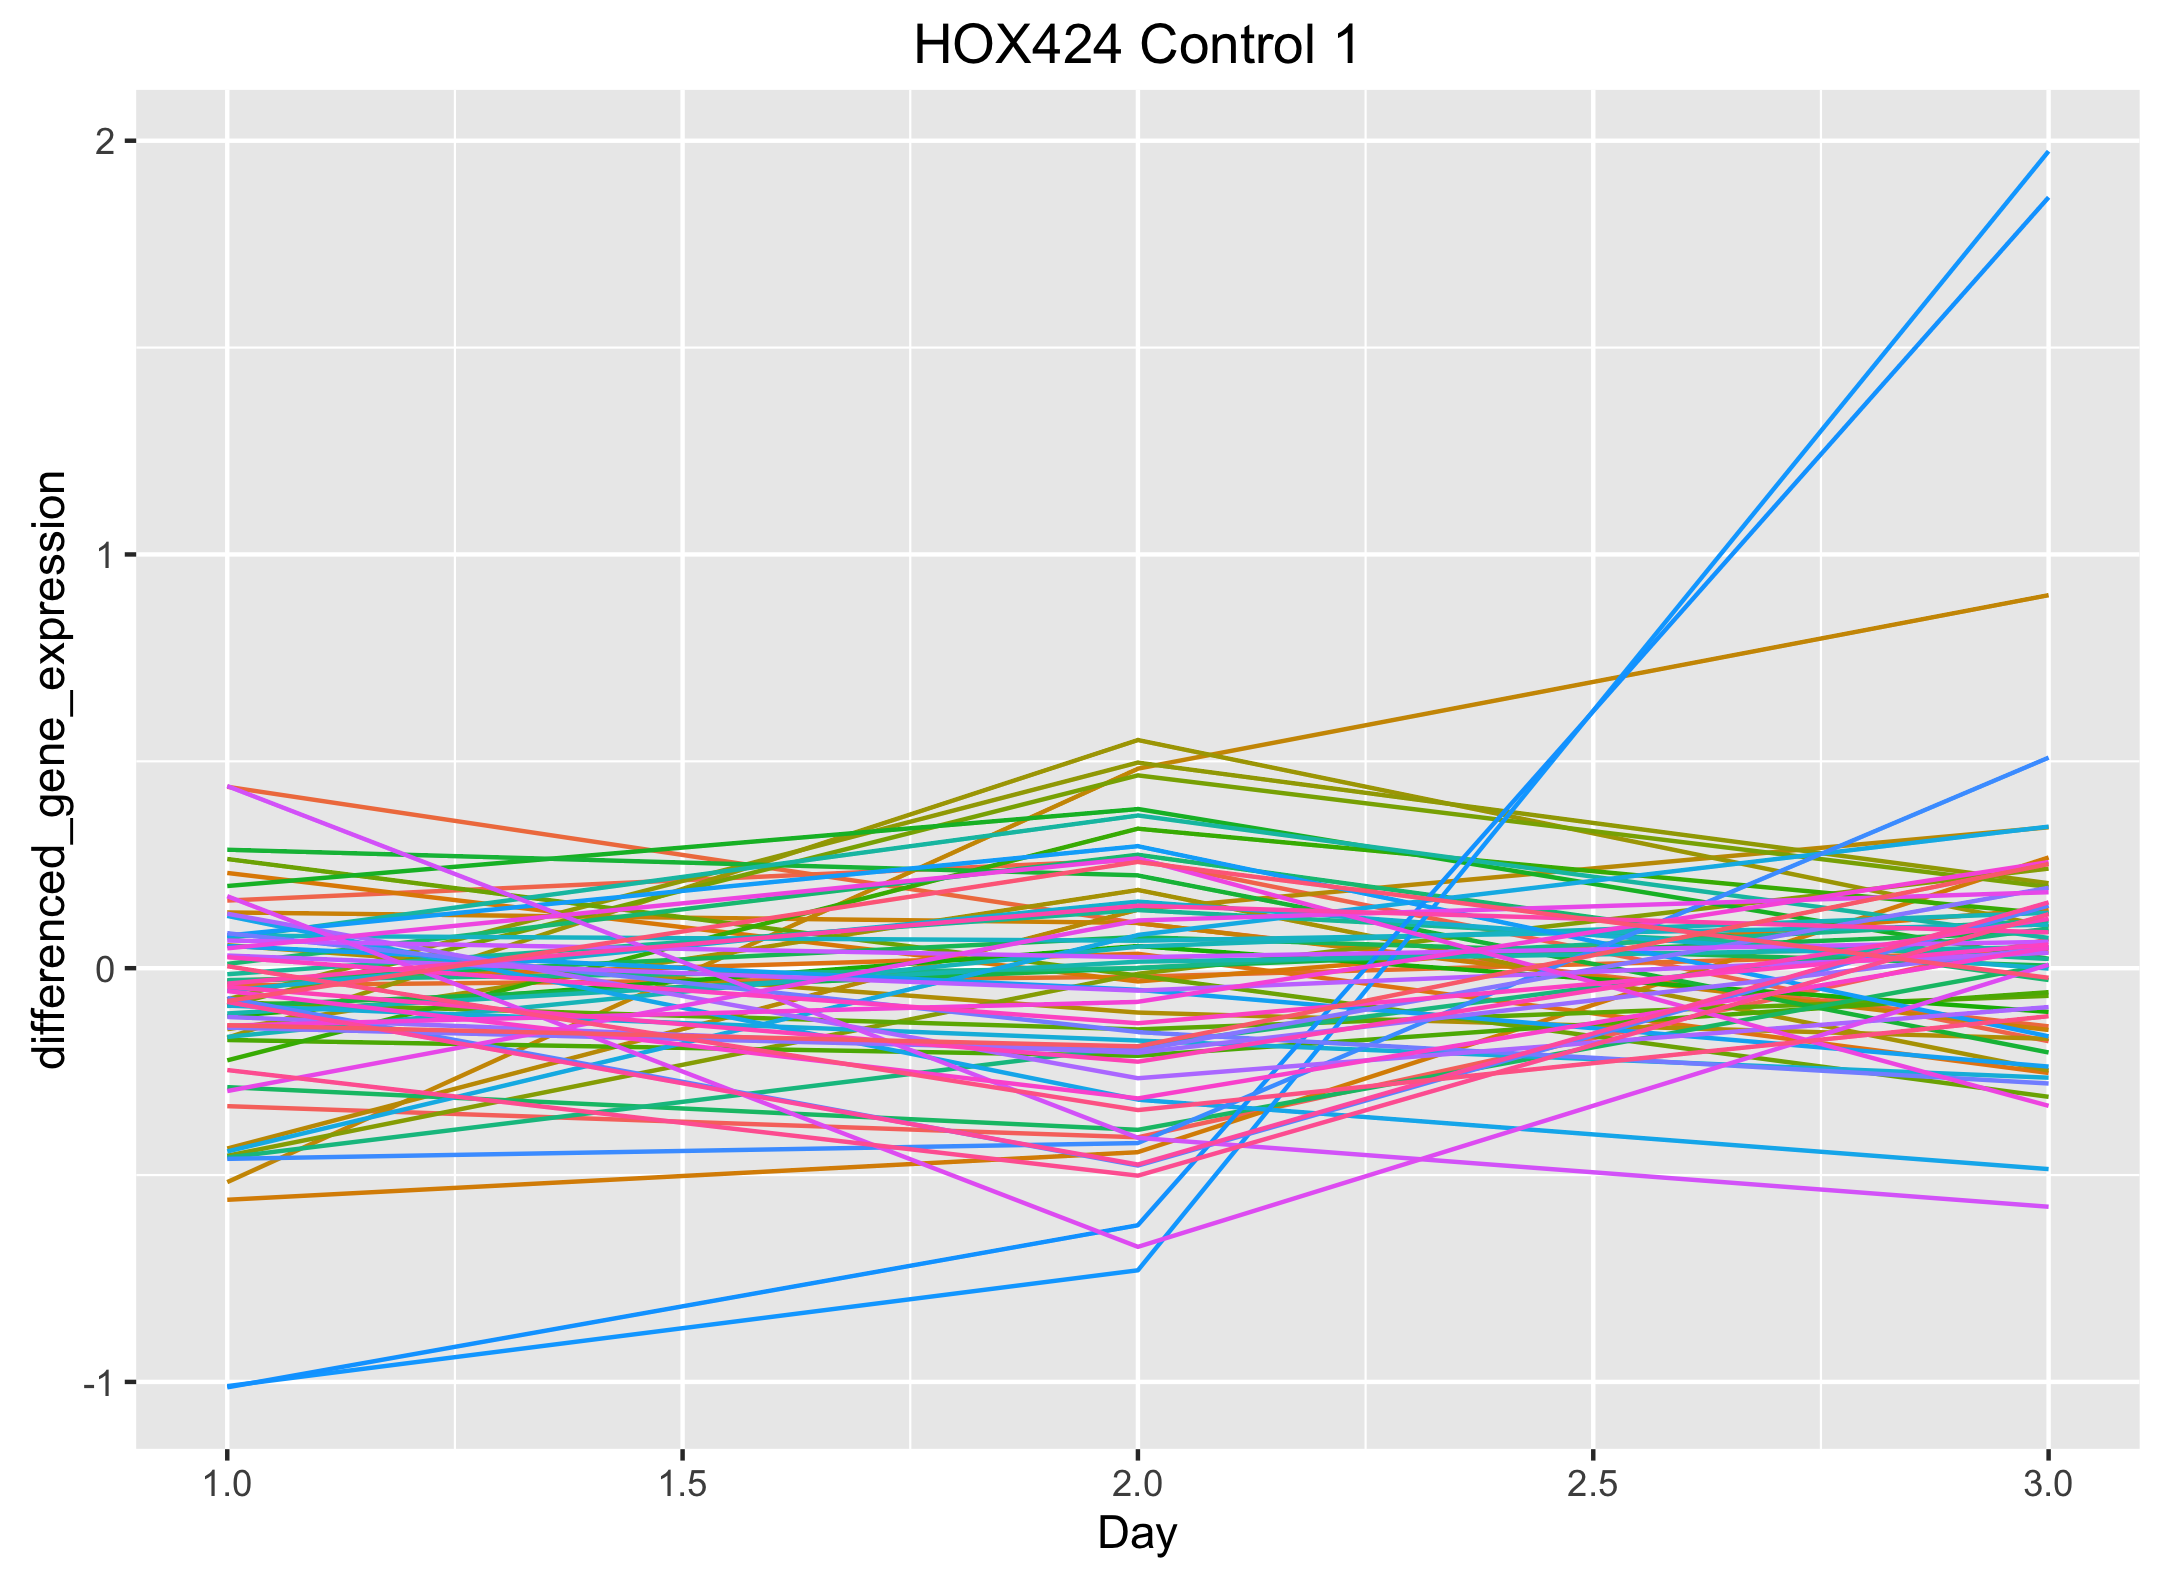 HOX424 Control 1
differenced_gene_expression
2
1
0
-1
1.0 1.5 2.0 2.5 3.0
Day